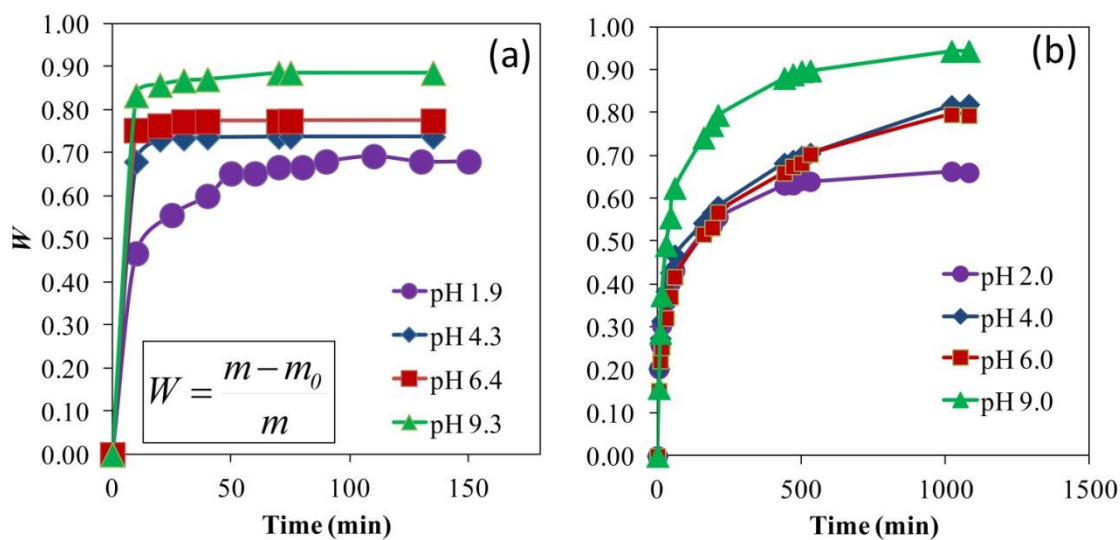 (a)
1.00
0.90
0.80
0.70
0.60
0.50
0.40
0.30
0.20
0.10
0.00
W
0
50
100
150
Time (min)
pH 1.9
pH 4.3
pH 6.4
pH 9.3
W = (m − m₀) / m
(b)
1.00
0.90
0.80
0.70
0.60
0.50
0.40
0.30
0.20
0.10
0.00
0
500
1000
1500
Time (min)
pH 2.0
pH 4.0
pH 6.0
pH 9.0